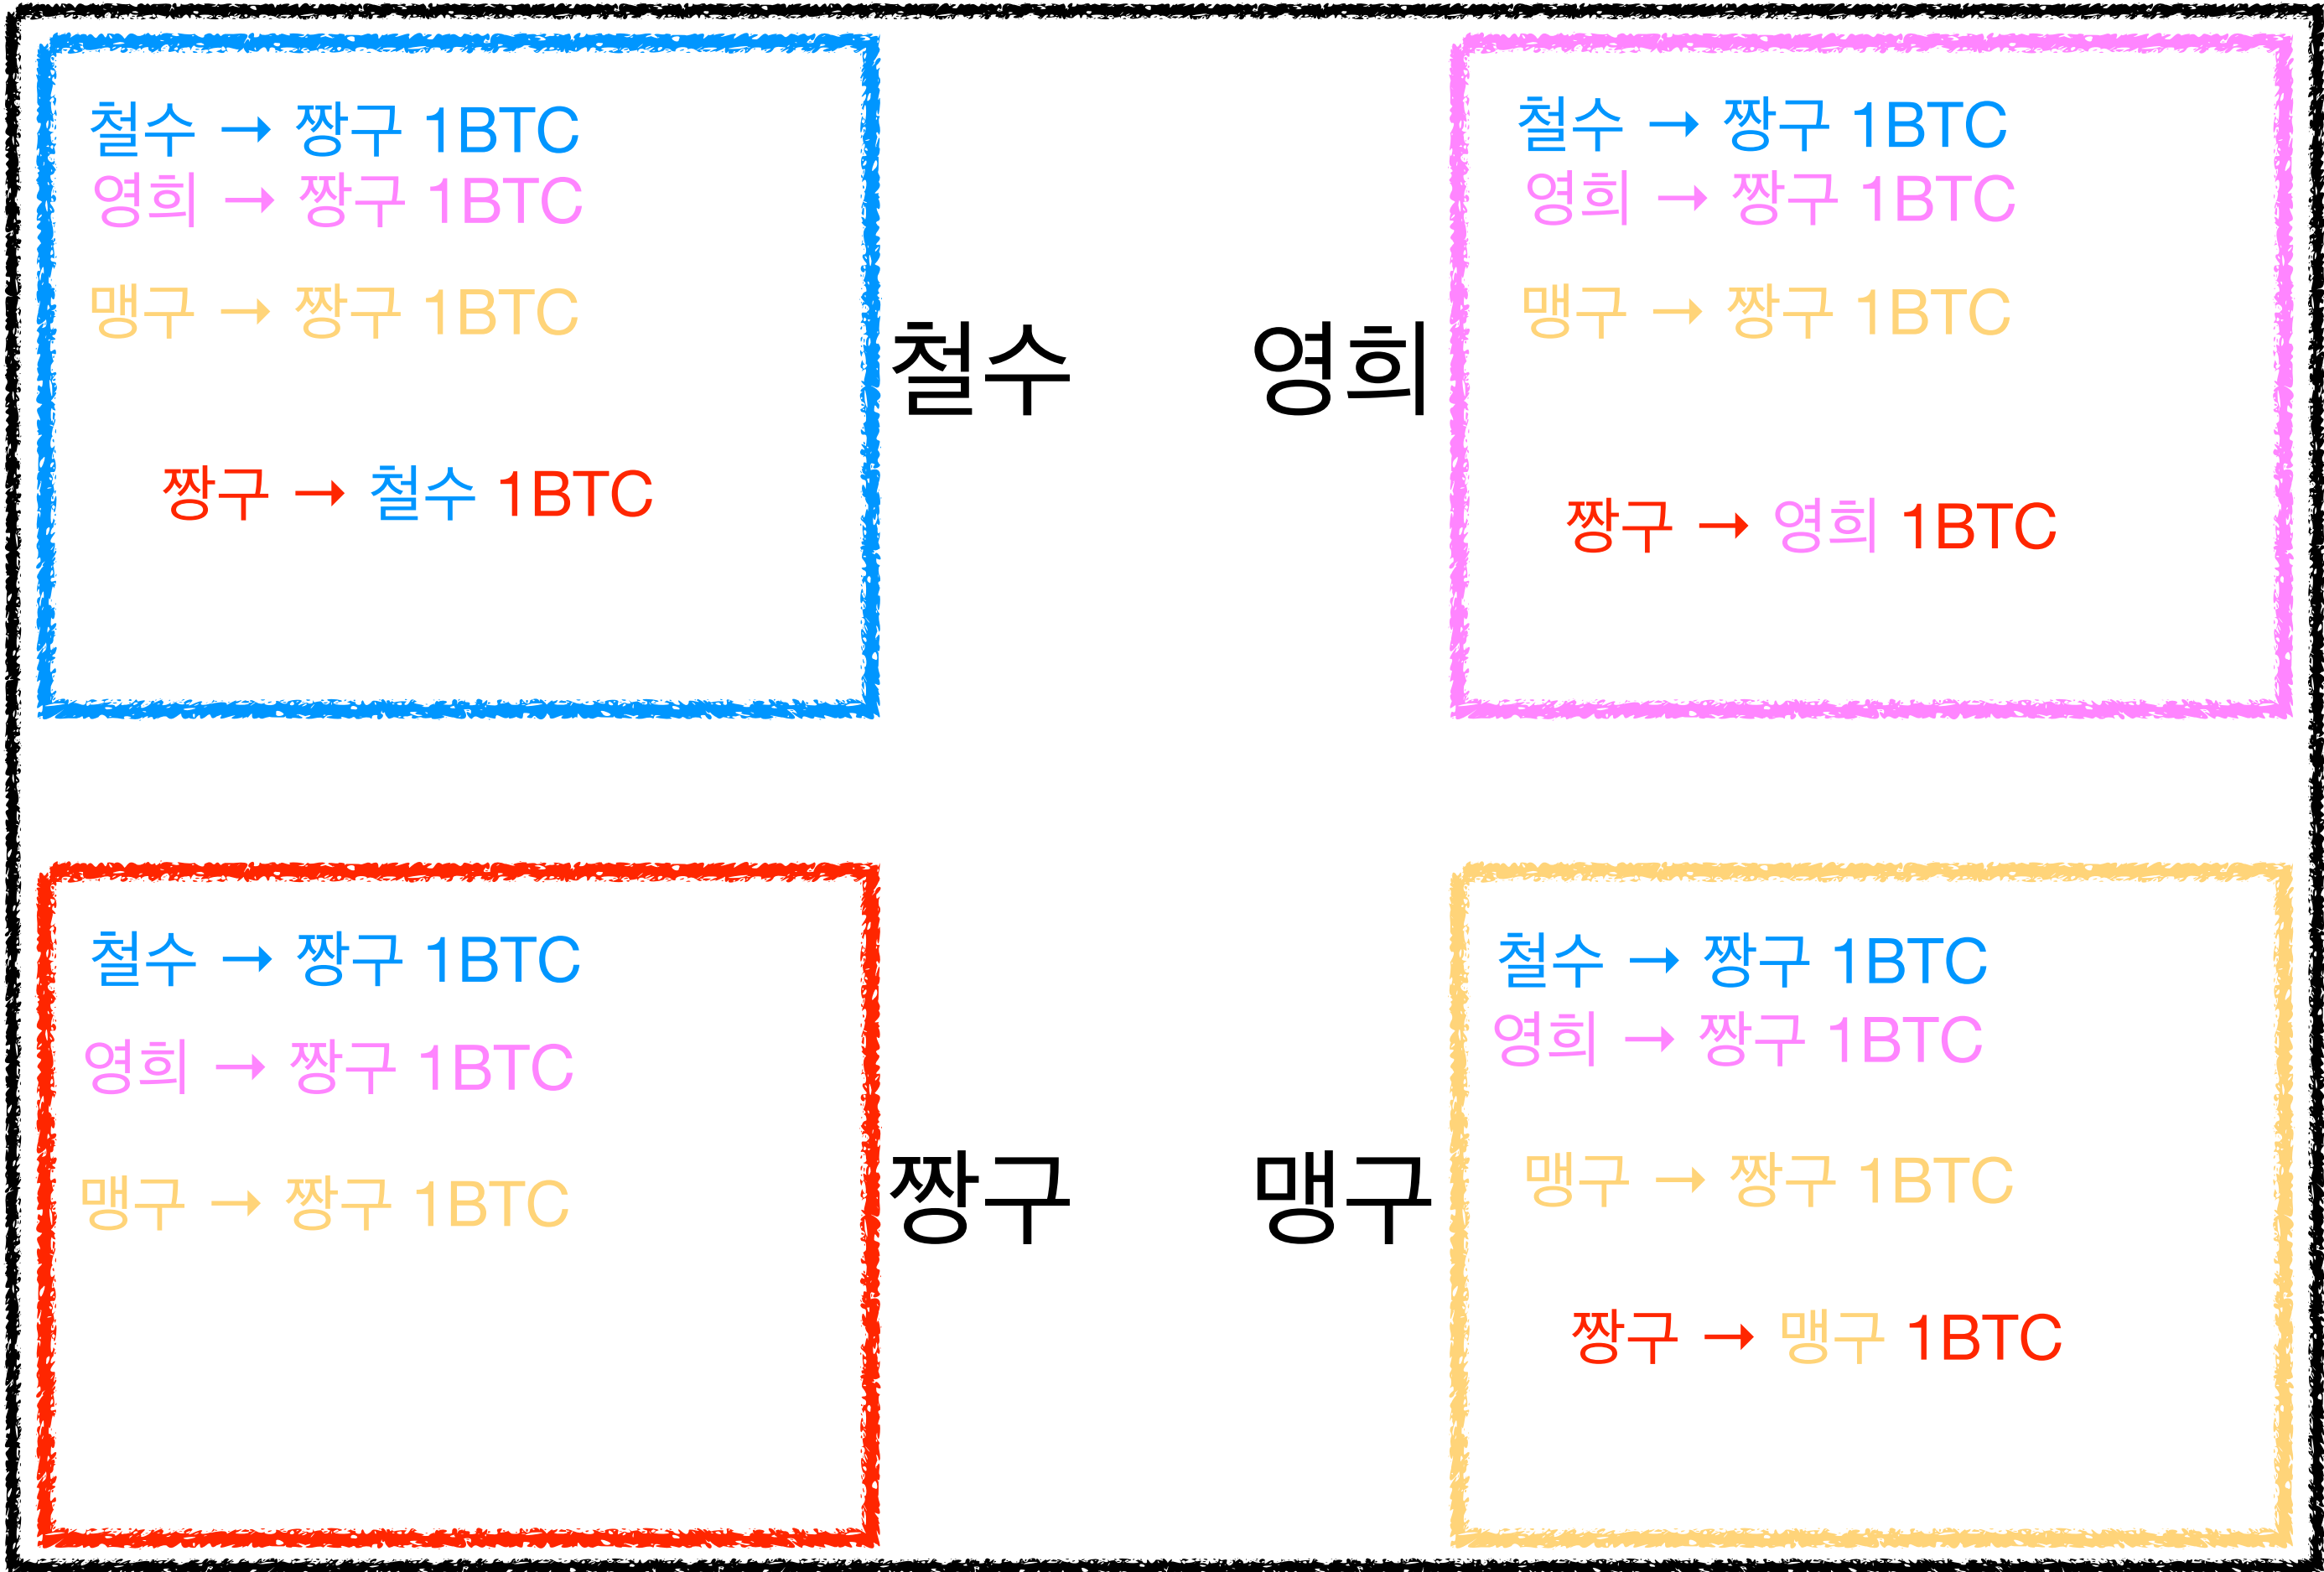 철수 → 짱구 1BTC
영희 → 짱구 1BTC
맹구 → 짱구 1BTC
짱구 → 철수 1BTC
철수
영희
철수 → 짱구 1BTC
영희 → 짱구 1BTC
맹구 → 짱구 1BTC
짱구 → 영희 1BTC
철수 → 짱구 1BTC
영희 → 짱구 1BTC
맹구 → 짱구 1BTC
짱구
맹구
철수 → 짱구 1BTC
영희 → 짱구 1BTC
맹구 → 짱구 1BTC
짱구 → 맹구 1BTC